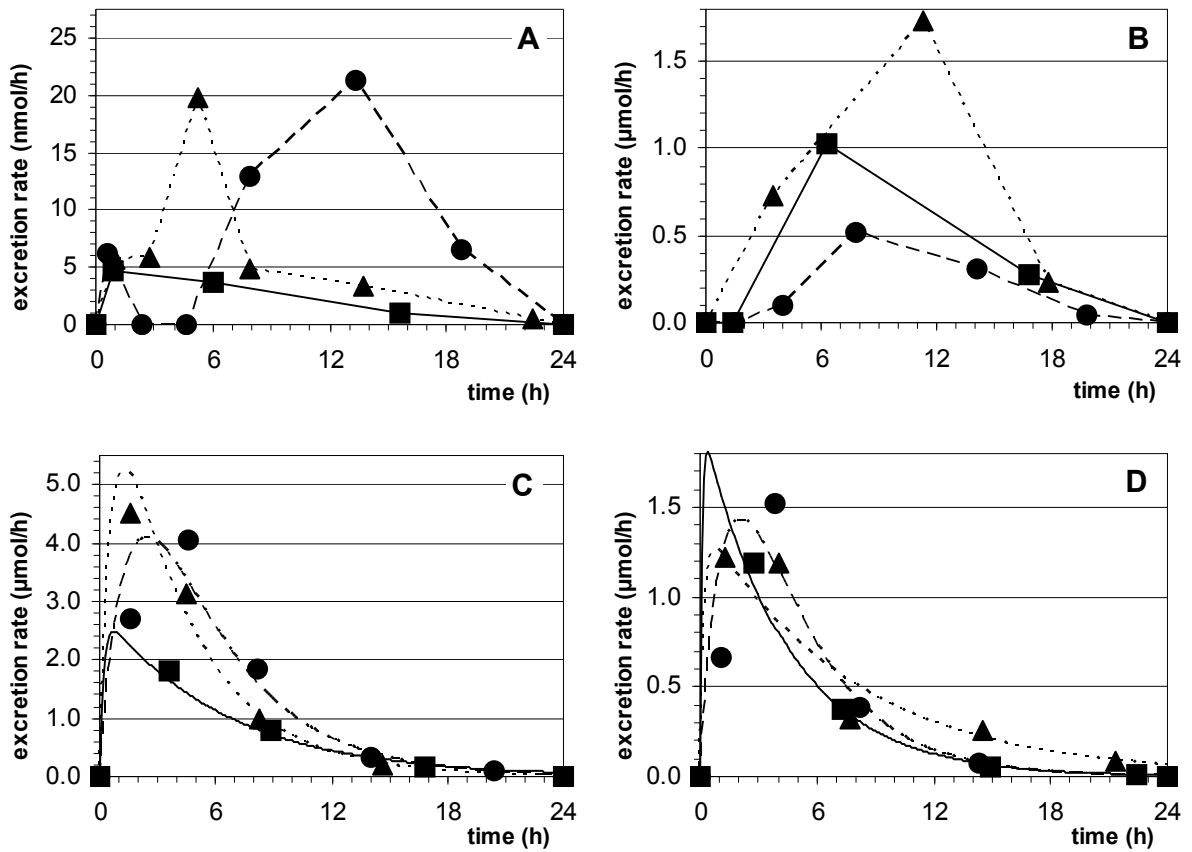 A
excretion rate (nmol/h)
25
20
15
10
5
0
0 6 12 18 24
time (h)
B
excretion rate (µmol/h)
1.5
1.0
0.5
0.0
0 6 12 18 24
time (h)
C
excretion rate (µmol/h)
5.0
4.0
3.0
2.0
1.0
0.0
0 6 12 18 24
time (h)
D
excretion rate (µmol/h)
1.5
1.0
0.5
0.0
0 6 12 18 24
time (h)